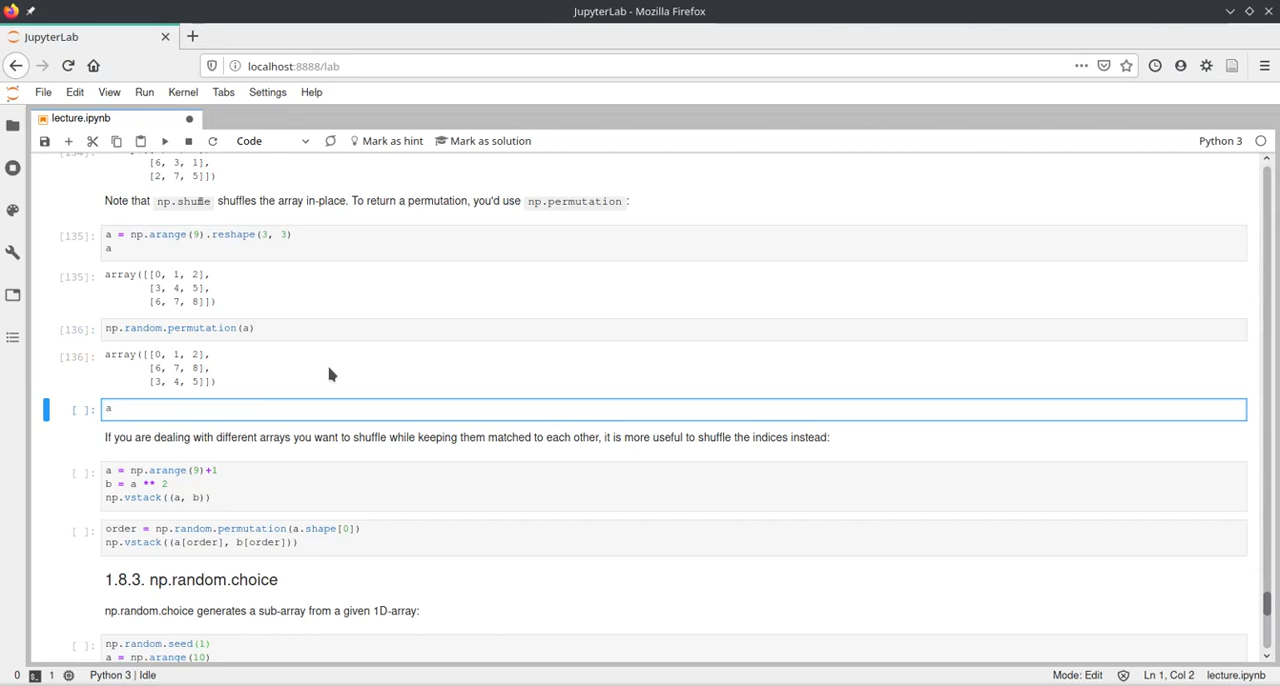 JupyterLab - Mozilla Firefox
JupyterLab
localhost:8888/lab
File Edit View Run Kernel Tabs Settings Help
lecture.ipynb
Code Mark as hint Mark as solution Python 3
[6, 3, 1],
[2, 7, 5]])
Note that np.shuffle shuffles the array in-place. To return a permutation, you'd use np.permutation :
[135]: a = np.arange(9).reshape(3, 3)
a
[135]: array([[0, 1, 2],
[3, 4, 5],
[6, 7, 8]])
[136]: np.random.permutation(a)
[136]: array([[0, 1, 2],
[6, 7, 8],
[3, 4, 5]])
[ ]: a
If you are dealing with different arrays you want to shuffle while keeping them matched to each other, it is more useful to shuffle the indices instead:
[ ]: a = np.arange(9)+1
b = a ** 2
np.vstack((a, b))
[ ]: order = np.random.permutation(a.shape[0])
np.vstack((a[order], b[order]))
1.8.3. np.random.choice
np.random.choice generates a sub-array from a given 1D-array:
[ ]: np.random.seed(1)
a = np.arange(10)
0 1 Python 3 | Idle Mode: Edit Ln 1, Col 2 lecture.ipynb